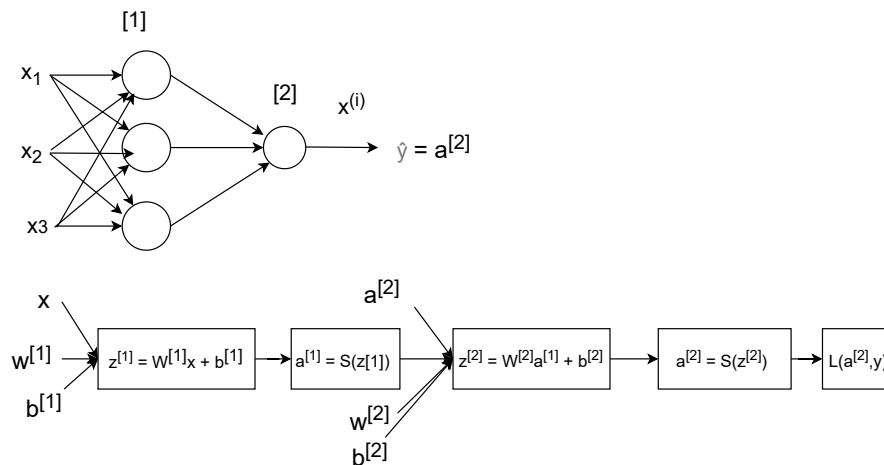 [1]
x₁
[2]
x⁽ⁱ⁾
x₂
ŷ = a[2]
x3
x
a[2]
w[1]
z[1] = W[1]x + b[1]
a[1] = S(z[1])
z[2] = W[2]a[1] + b[2]
a[2] = S(z[2])
L(a[2],y)
b[1]
w[2]
b[2]